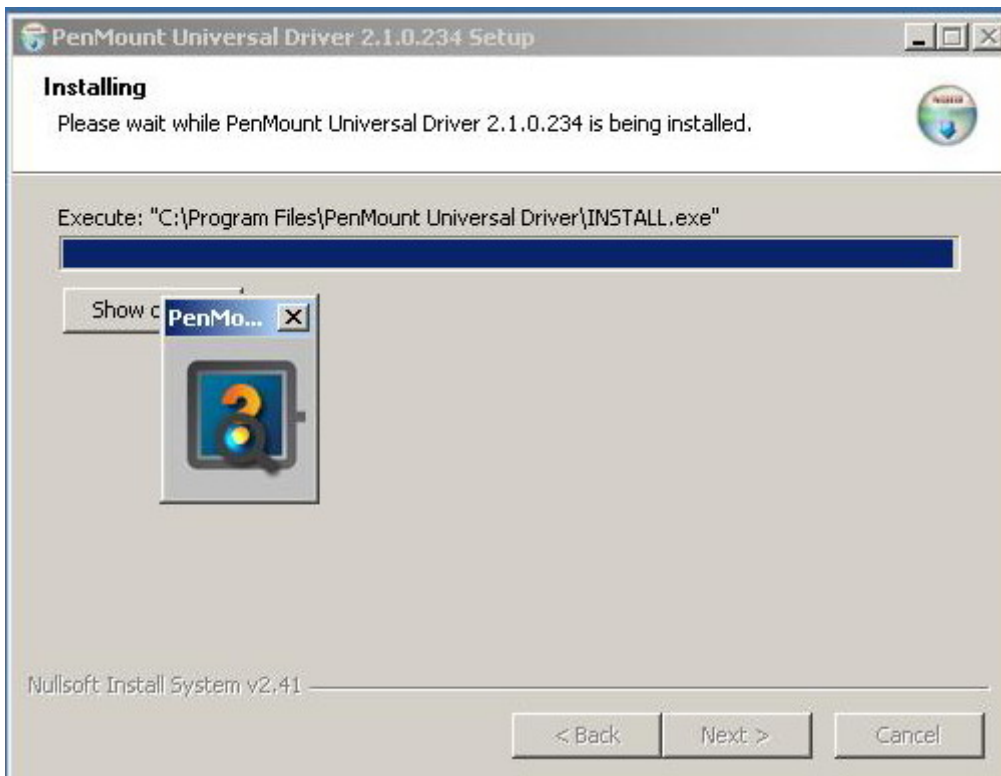 PenMount Universal Driver 2.1.0.234 Setup
Installing
Please wait while PenMount Universal Driver 2.1.0.234 is being installed.
Execute: "C:\Program Files\PenMount Universal Driver\INSTALL.exe"
Show
PenMo...
Nullsoft Install System v2.41
< Back
Next >
Cancel